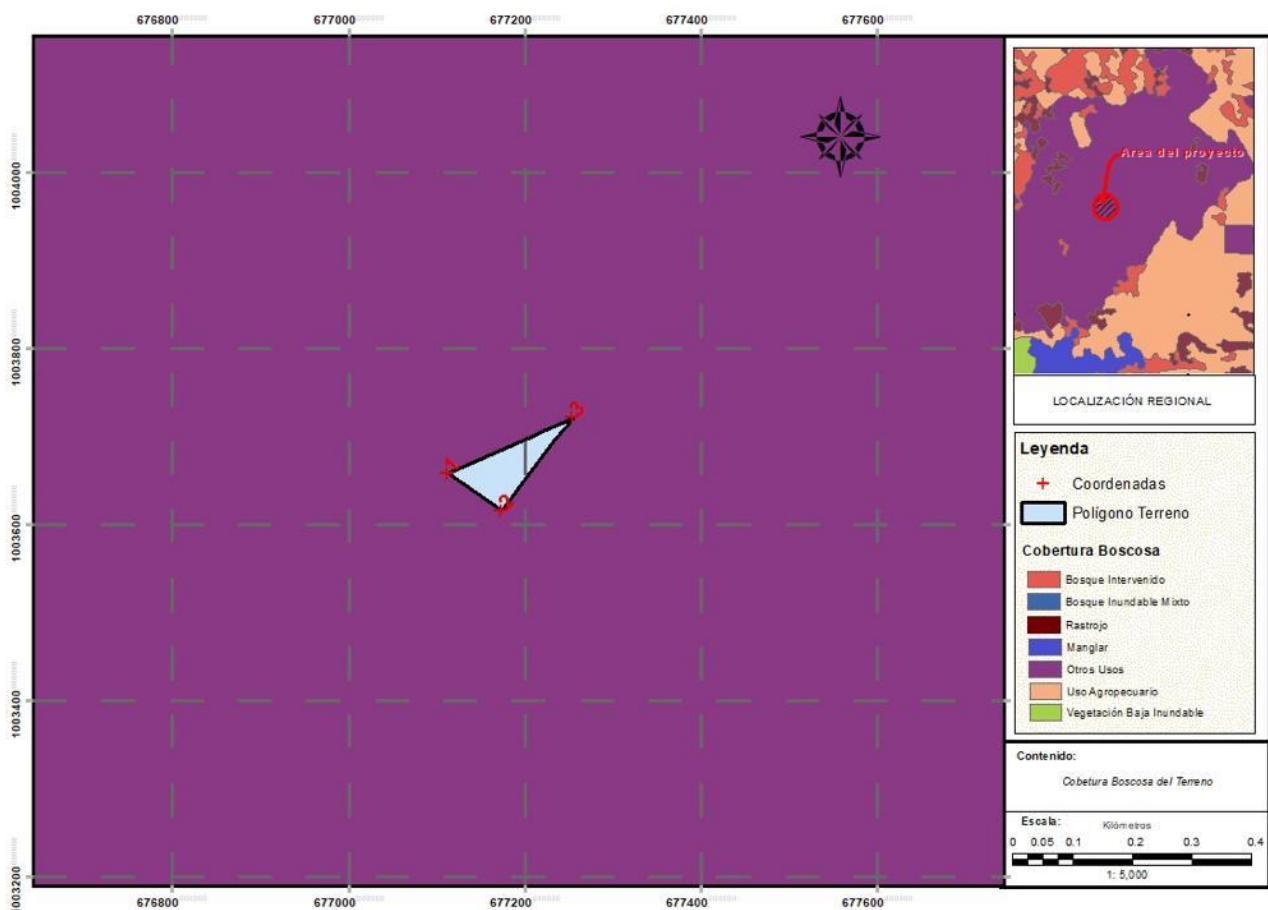 676800 677000 677200 677400 677600
1004000
1003800
1003600
1003400
1003200
1
2
3
676800 677000 677200 677400 677600
Area del proyecto
LOCALIZACIÓN REGIONAL
Leyenda
Coordenadas
Polígono Terreno
Cobertura Boscosa
Bosque Intervenido
Bosque Inundable Mixto
Rastrojo
Manglar
Otros Usos
Uso Agropecuario
Vegetación Baja Inundable
Contenido:
Cobetura Boscosa del Terreno
Escala:
Kilómetros
0 0.05 0.1 0.2 0.3 0.4
1: 5,000